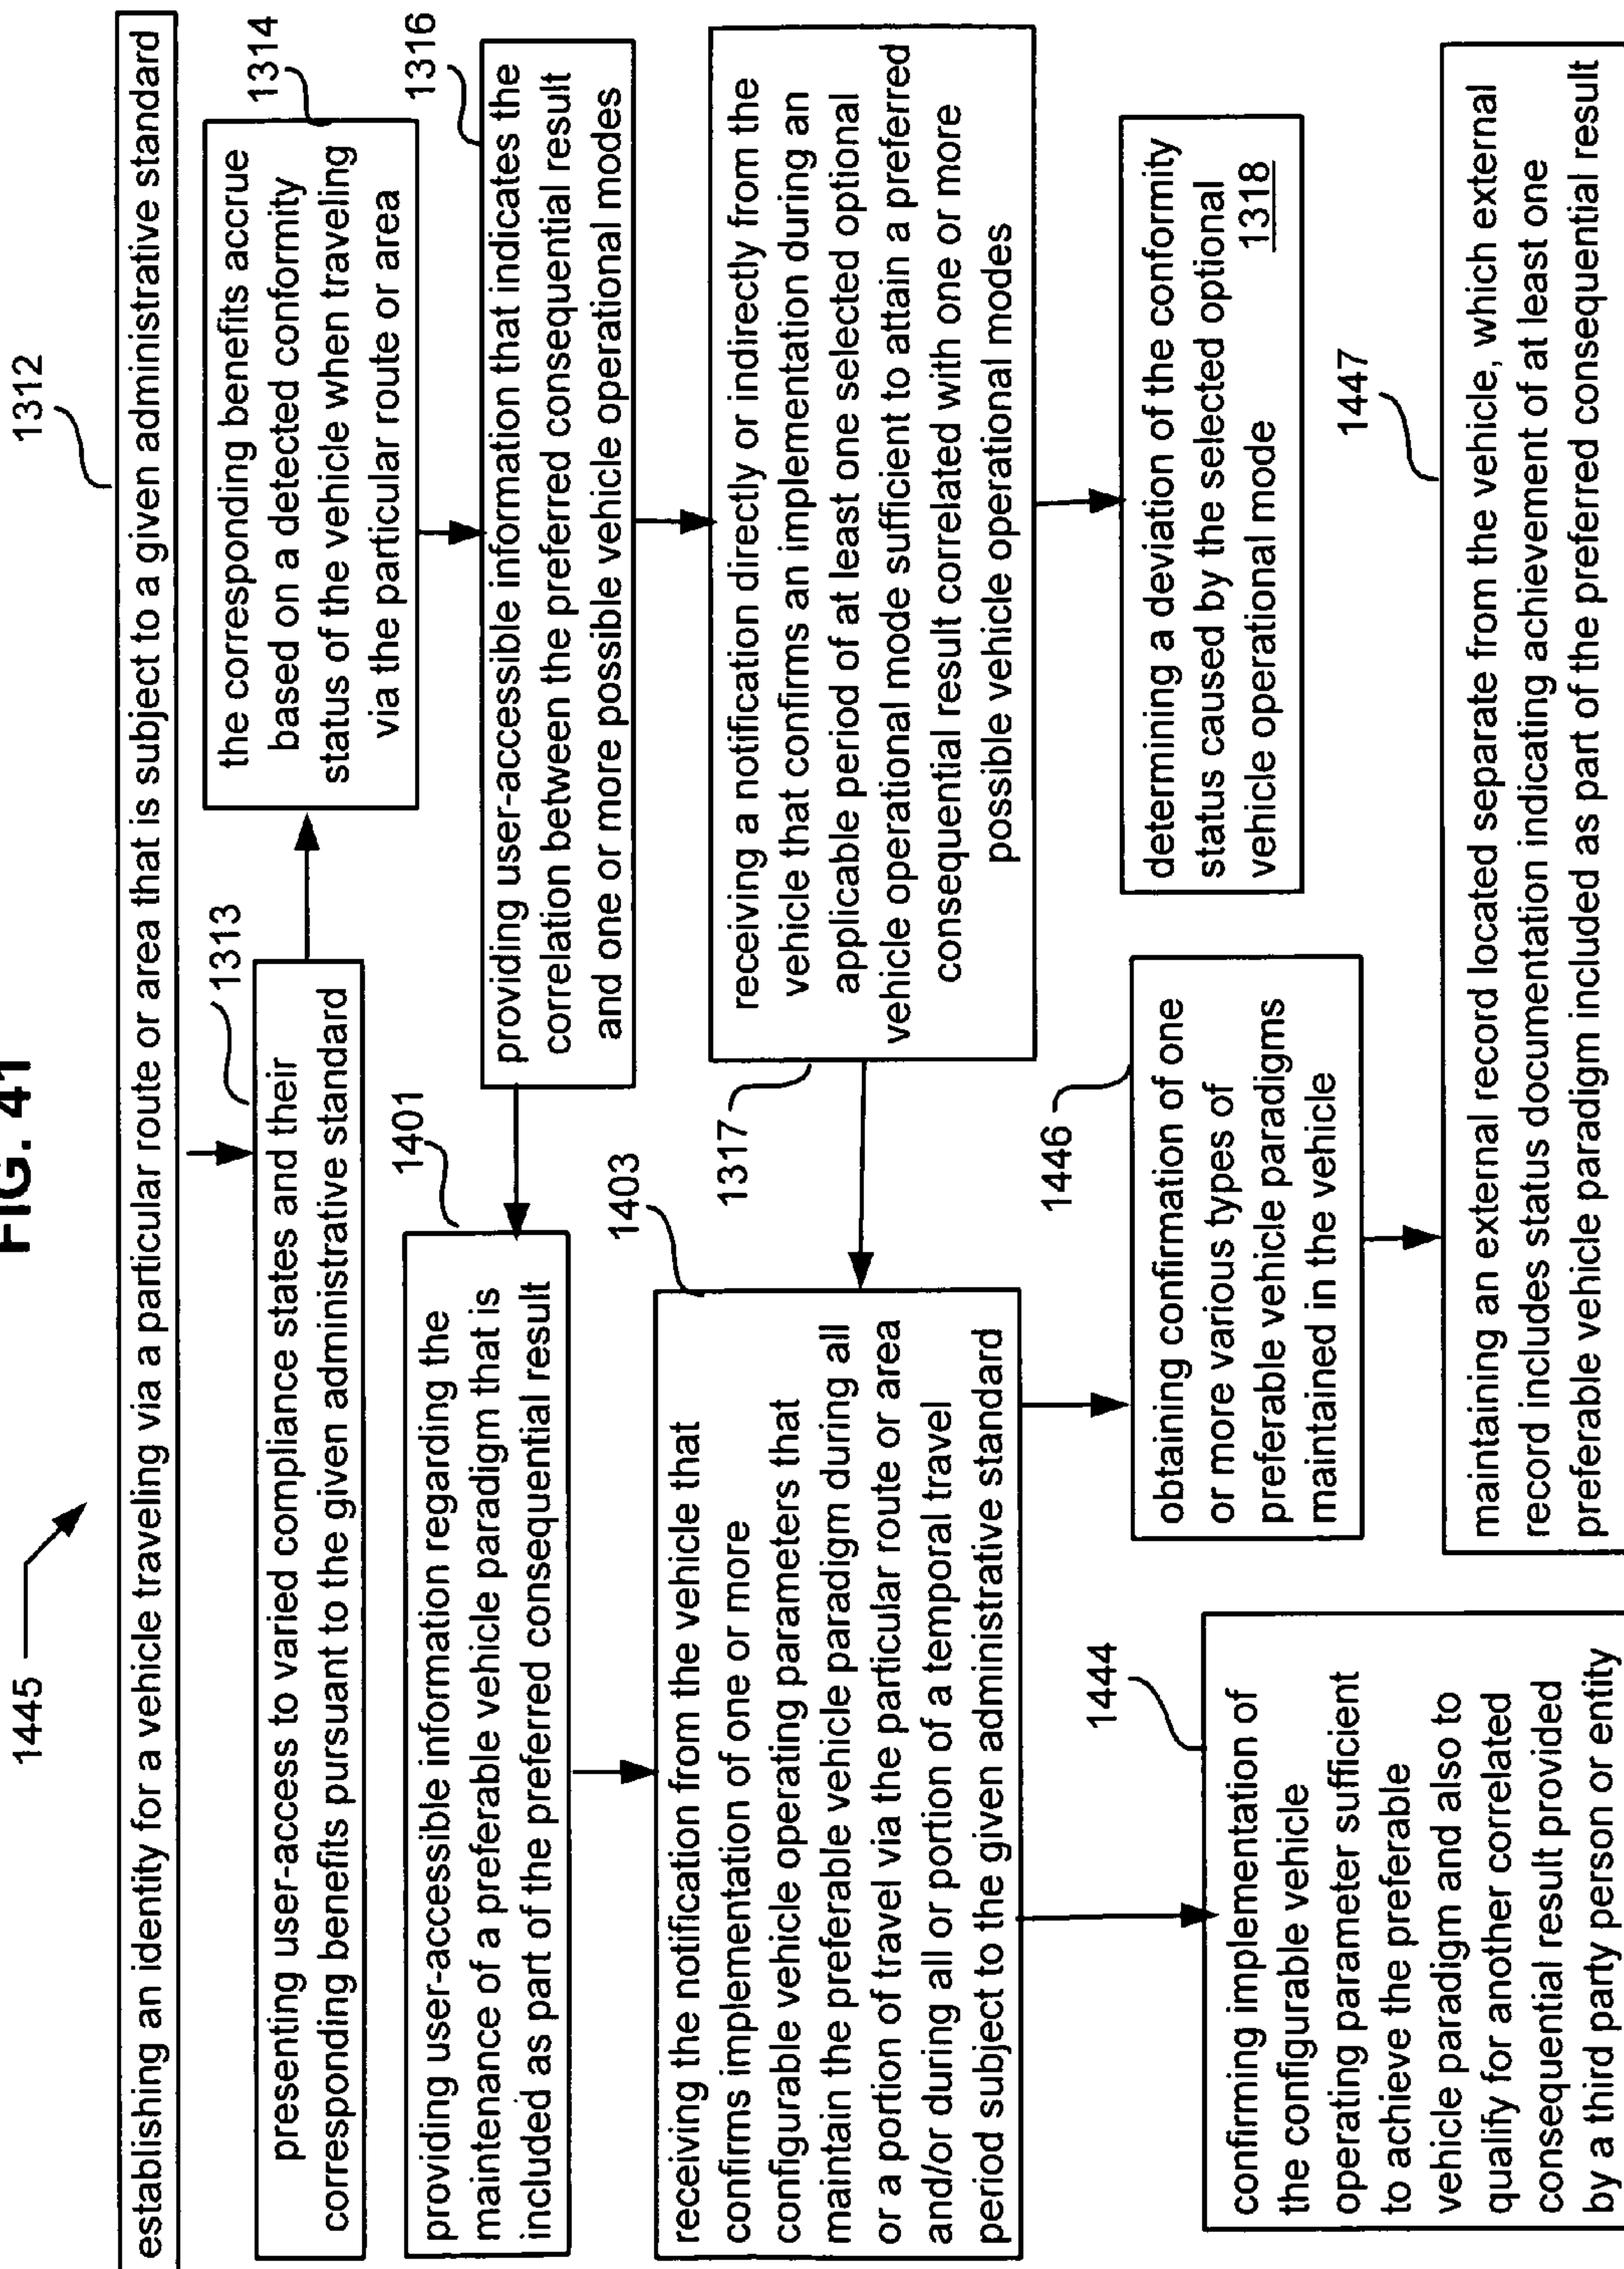 FIG. 41
1445
1312
establishing an identity for a vehicle traveling via a particular route or area that is subject to a given administrative standard
1313
presenting user-access to varied compliance states and their
corresponding benefits pursuant to the given administrative standard
1314
the corresponding benefits accrue
based on a detected conformity
status of the vehicle when traveling
via the particular route or area
1401
providing user-accessible information regarding the
maintenance of a preferable vehicle paradigm that is
included as part of the preferred consequential result
1316
providing user-accessible information that indicates the
correlation between the preferred consequential result
and one or more possible vehicle operational modes
1403
receiving the notification from the vehicle that
confirms implementation of one or more
configurable vehicle operating parameters that
maintain the preferable vehicle paradigm during all
or a portion of travel via the particular route or area
and/or during all or portion of a temporal travel
period subject to the given administrative standard
1317
receiving a notification directly or indirectly from the
vehicle that confirms an implementation during an
applicable period of at least one selected optional
vehicle operational mode sufficient to attain a preferred
consequential result correlated with one or more
possible vehicle operational modes
1444
confirming implementation of
the configurable vehicle
operating parameter sufficient
to achieve the preferable
vehicle paradigm and also to
qualify for another correlated
consequential result provided
by a third party person or entity
1446
obtaining confirmation of one
or more various types of
preferable vehicle paradigms
maintained in the vehicle
determining a deviation of the conformity
status caused by the selected optional
vehicle operational mode 1318
1447
maintaining an external record located separate from the vehicle, which external
record includes status documentation indicating achievement of at least one
preferable vehicle paradigm included as part of the preferred consequential result